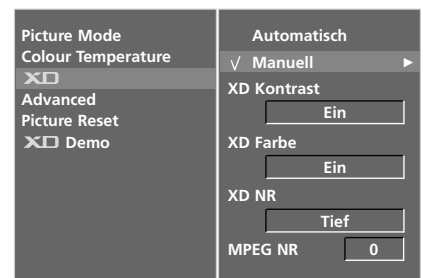 Picture Mode
Colour Temperature
XD
Advanced
Picture Reset
XD Demo
Automatisch
√ Manuell ►
XD Kontrast
Ein
XD Farbe
Ein
XD NR
Tief
MPEG NR 0